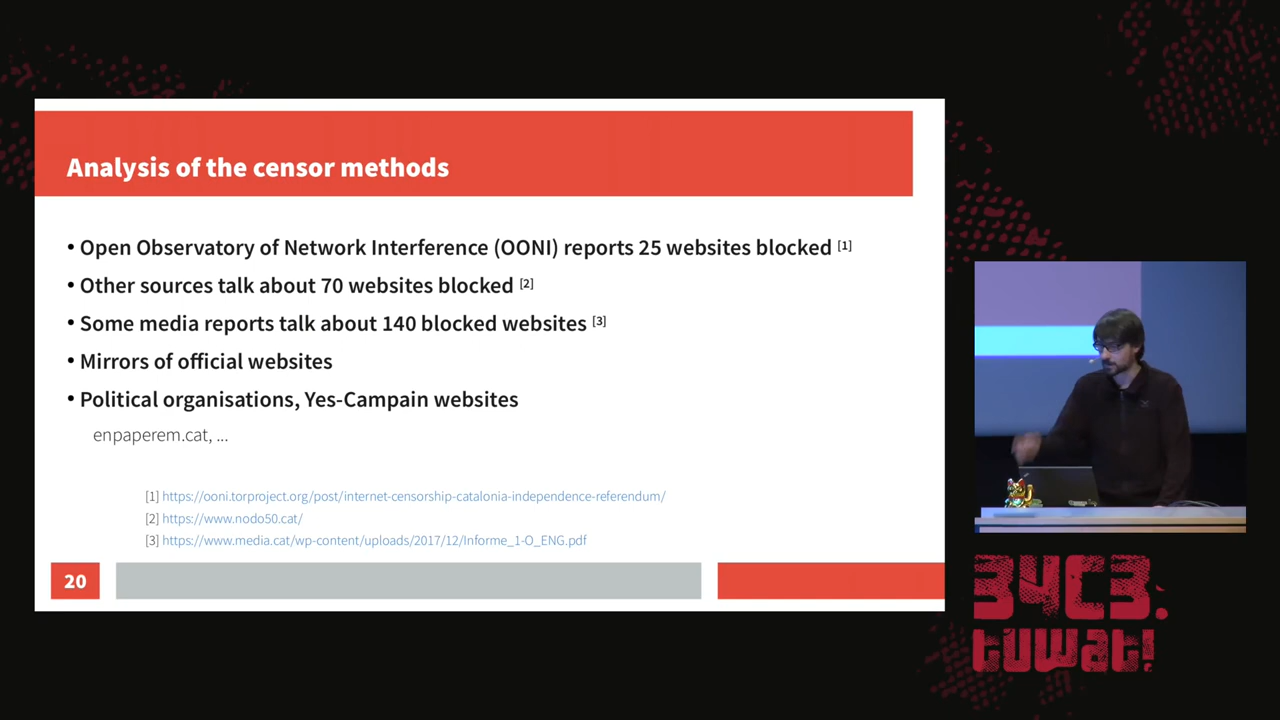 Analysis of the censor methods
• Open Observatory of Network Interference (OONI) reports 25 websites blocked [1]
• Other sources talk about 70 websites blocked [2]
• Some media reports talk about 140 blocked websites [3]
• Mirrors of official websites
• Political organisations, Yes-Campain websites
enpaperem.cat, ...
[1] https://ooni.torproject.org/post/internet-censorship-catalonia-independence-referendum/
[2] https://www.nodo50.cat/
[3] https://www.media.cat/wp-content/uploads/2017/12/Informe_1-O_ENG.pdf
20
34C3.
tuwat!